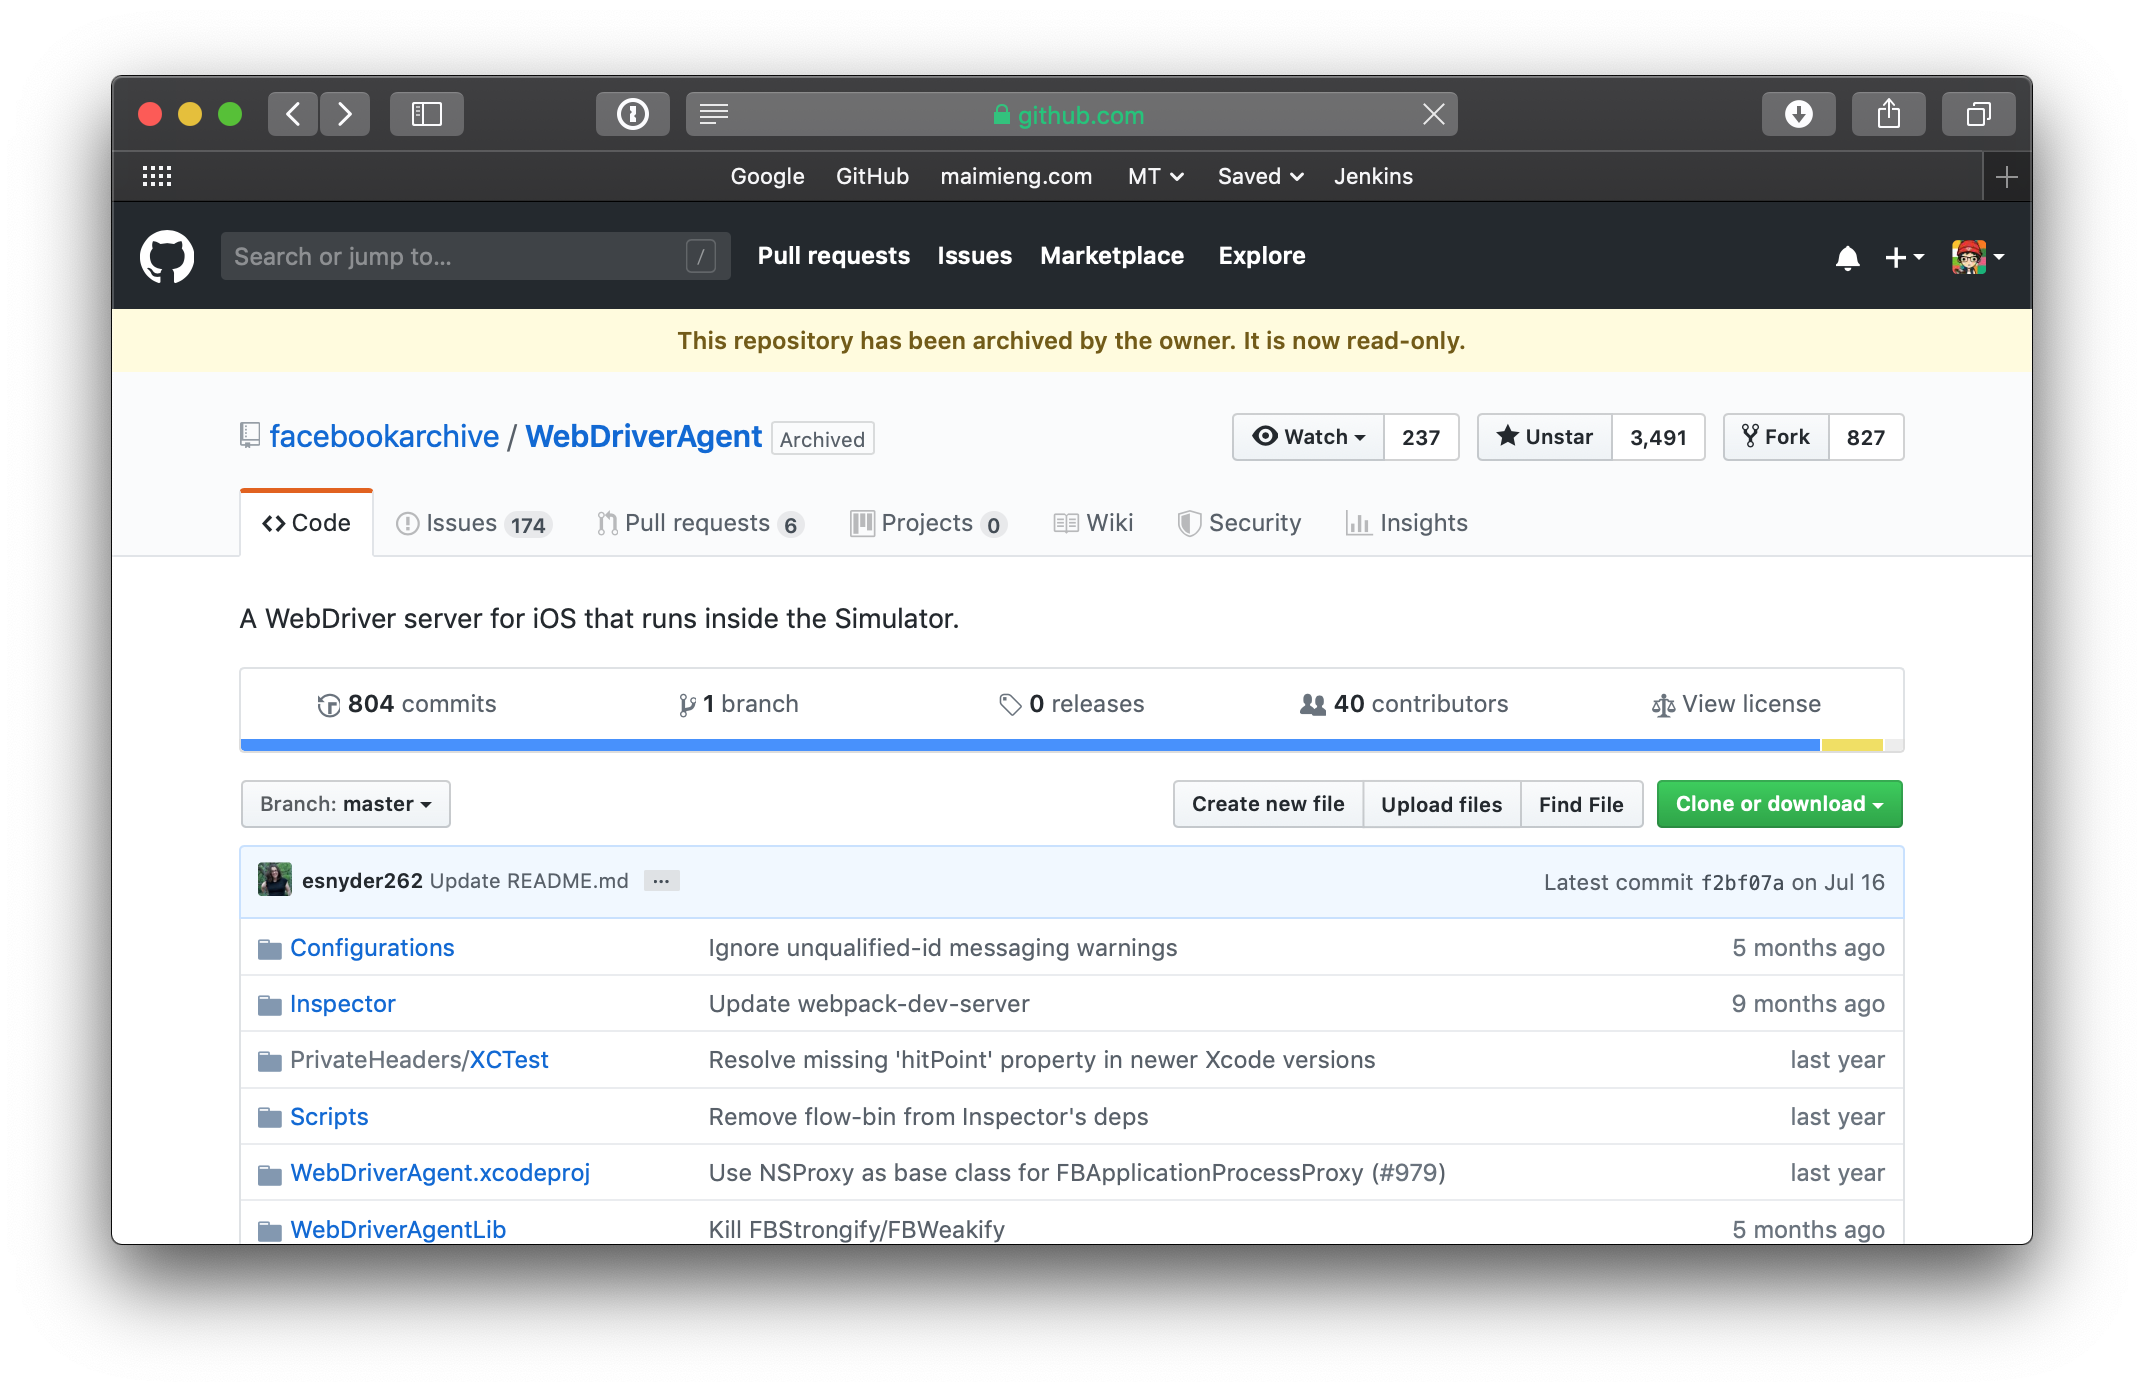 github.com
Google GitHub maimieng.com MT Saved Jenkins
Search or jump to... / Pull requests Issues Marketplace Explore
This repository has been archived by the owner. It is now read-only.
facebookarchive / WebDriverAgent Archived Watch 237 Unstar 3,491 Fork 827
Code Issues 174 Pull requests 6 Projects 0 Wiki Security Insights
A WebDriver server for iOS that runs inside the Simulator.
804 commits 1 branch 0 releases 40 contributors View license
Branch: master Create new file Upload files Find File Clone or download
esnyder262 Update README.md ... Latest commit f2bf07a on Jul 16
Configurations Ignore unqualified-id messaging warnings 5 months ago
Inspector Update webpack-dev-server 9 months ago
PrivateHeaders/XCTest Resolve missing 'hitPoint' property in newer Xcode versions last year
Scripts Remove flow-bin from Inspector's deps last year
WebDriverAgent.xcodeproj Use NSProxy as base class for FBApplicationProcessProxy (#979) last year
WebDriverAgentLib Kill FBStrongify/FBWeakify 5 months ago